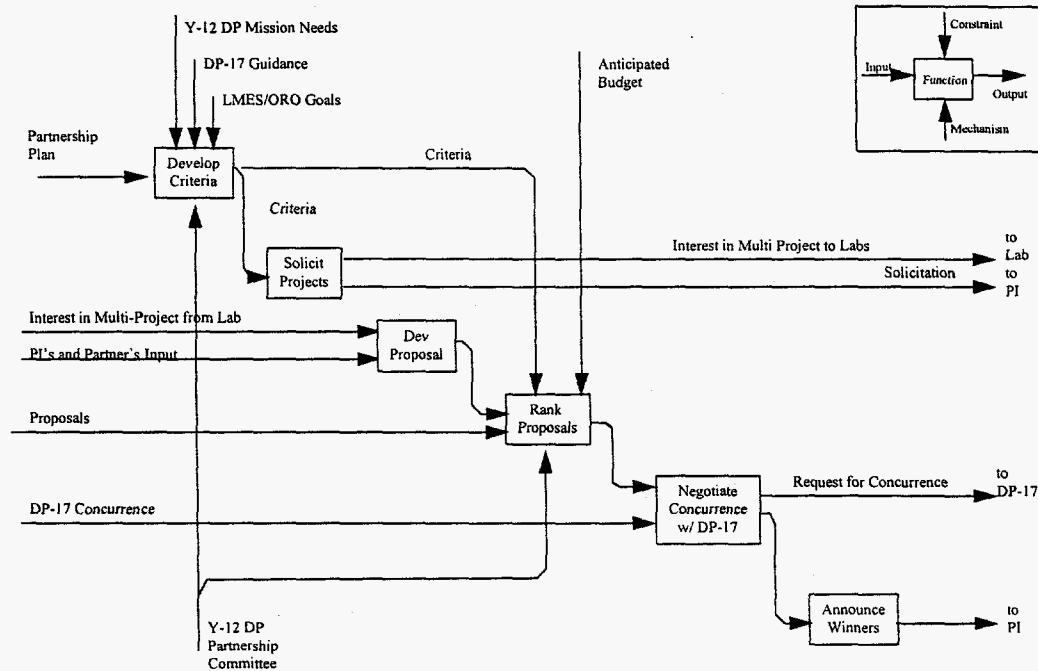 Y-12 DP Mission Needs
DP-17 Guidance
LMES/ORO Goals
Anticipated
Budget
Constraint
Input
Function
Output
Mechanism
Partnership
Plan
Develop
Criteria
Criteria
Criteria
Solicit
Projects
Interest in Multi Project to Labs
to
Lab
Solicitation
to
PI
Interest in Multi-Project from Lab
PI's and Partner's Input
Dev
Proposal
Proposals
Rank
Proposals
DP-17 Concurrence
Negotiate
Concurrence
w/ DP-17
Request for Concurrence
to
DP-17
Announce
Winners
to
PI
Y-12 DP
Partnership
Committee